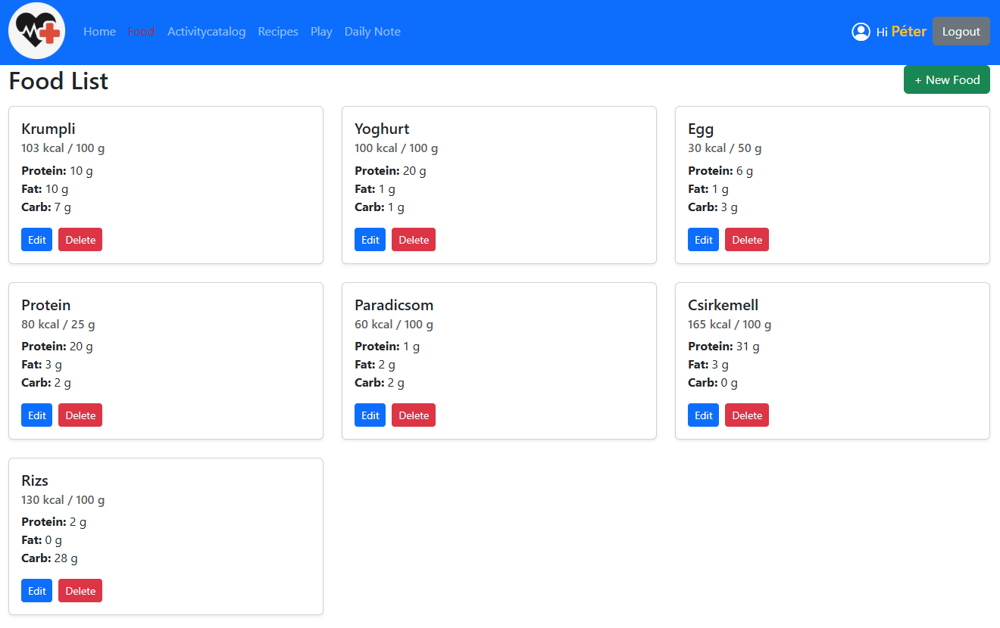 Home Food Activitycatalog Recipes Play Daily Note Hi Péter Logout
Food List + New Food
Krumpli
103 kcal / 100 g
Protein: 10 g
Fat: 10 g
Carb: 7 g
Edit Delete
Yoghurt
100 kcal / 100 g
Protein: 20 g
Fat: 1 g
Carb: 1 g
Edit Delete
Egg
30 kcal / 50 g
Protein: 6 g
Fat: 1 g
Carb: 3 g
Edit Delete
Protein
80 kcal / 25 g
Protein: 20 g
Fat: 3 g
Carb: 2 g
Edit Delete
Paradicsom
60 kcal / 100 g
Protein: 1 g
Fat: 2 g
Carb: 2 g
Edit Delete
Csirkemell
165 kcal / 100 g
Protein: 31 g
Fat: 3 g
Carb: 0 g
Edit Delete
Rizs
130 kcal / 100 g
Protein: 2 g
Fat: 0 g
Carb: 28 g
Edit Delete